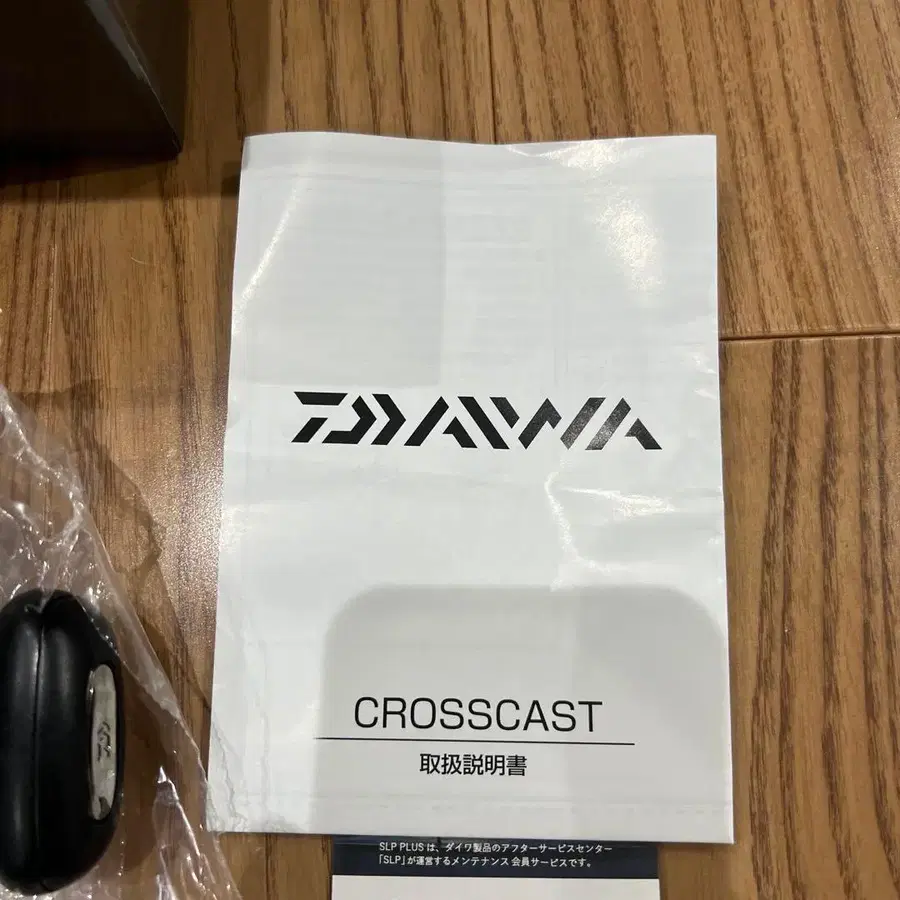 DAIWA
CROSSCAST
取扱説明書
SLP PLUS は、ダイワ製品のアフターサービスセンター
「SLP」が運営するメンテナンス会員サービスです。